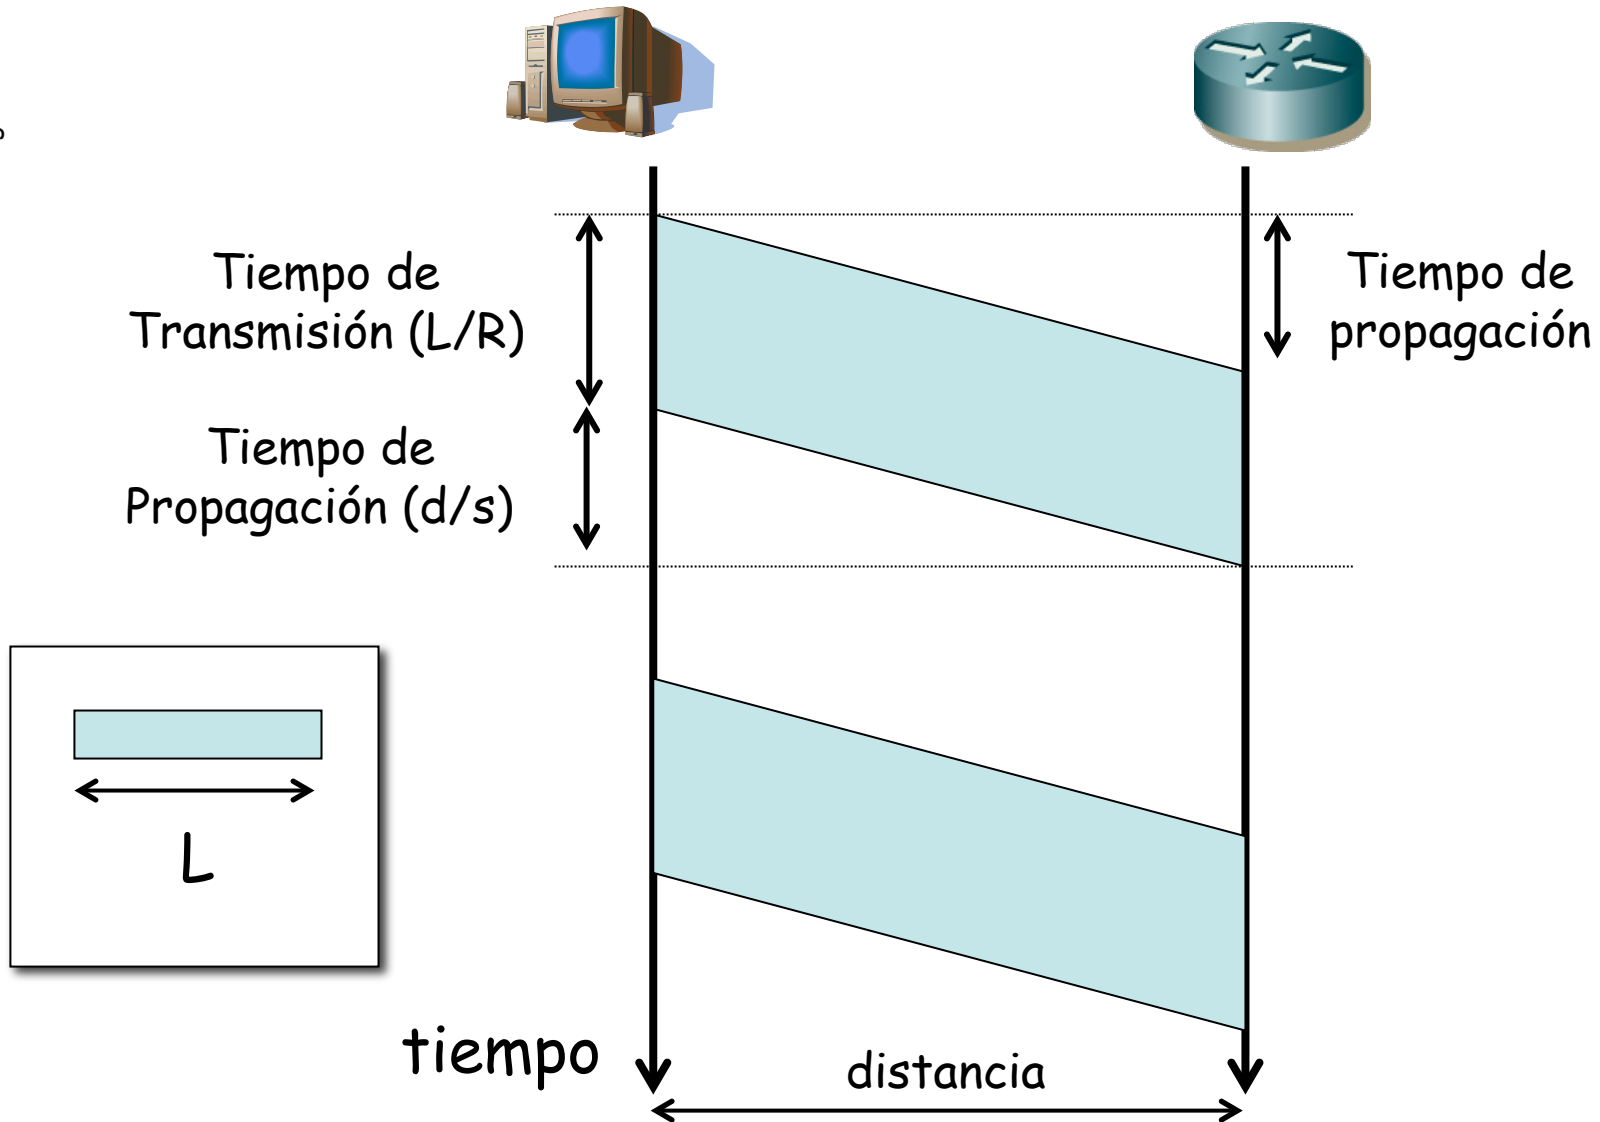 Tiempo de
Transmisión (L/R)
Tiempo de
propagación
Tiempo de
Propagación (d/s)
L
tiempo
distancia